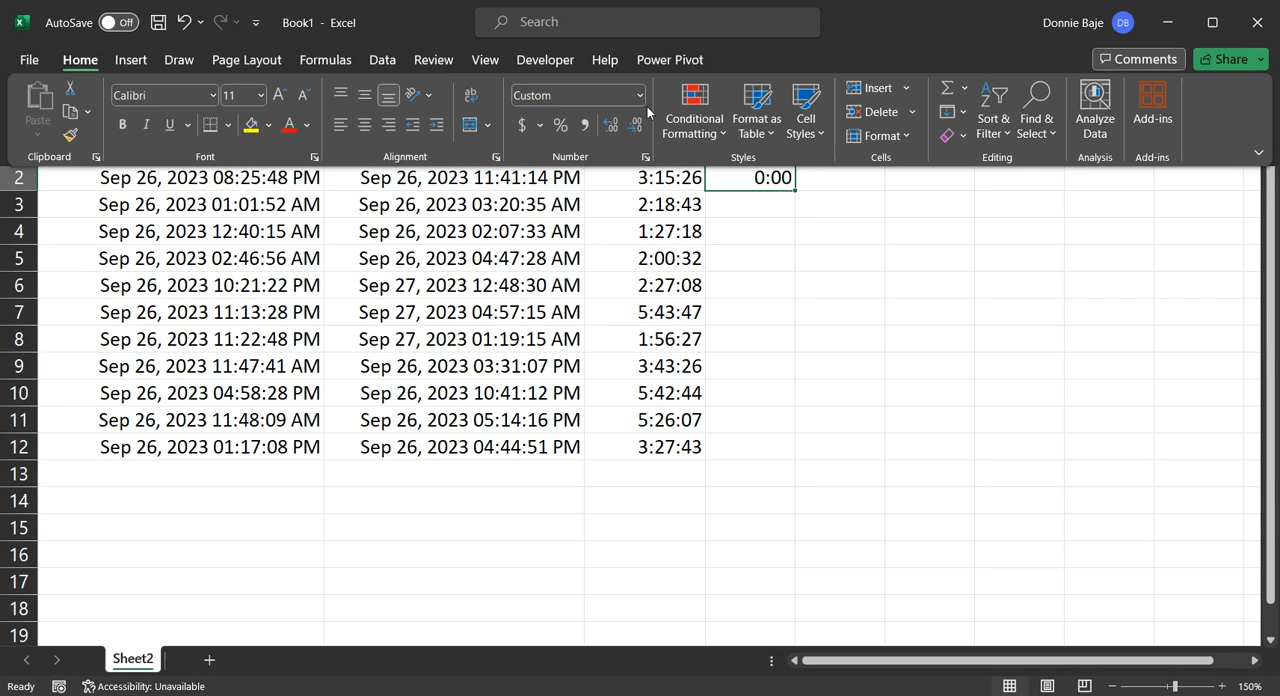 AutoSave Off Book1 - Excel Search Donnie Baje DB
File Home Insert Draw Page Layout Formulas Data Review View Developer Help Power Pivot Comments Share
Paste Calibri 11 A A ab Custom Conditional Formatting Format as Table Cell Styles Insert Delete Format Sort & Filter Find & Select Analyze Data Add-ins
B I U A $ % 9 .00 .00
Clipboard Font Alignment Number Styles Cells Editing Analysis Add-ins
2 Sep 26, 2023 08:25:48 PM Sep 26, 2023 11:41:14 PM 3:15:26 0:00
3 Sep 26, 2023 01:01:52 AM Sep 26, 2023 03:20:35 AM 2:18:43
4 Sep 26, 2023 12:40:15 AM Sep 26, 2023 02:07:33 AM 1:27:18
5 Sep 26, 2023 02:46:56 AM Sep 26, 2023 04:47:28 AM 2:00:32
6 Sep 26, 2023 10:21:22 PM Sep 27, 2023 12:48:30 AM 2:27:08
7 Sep 26, 2023 11:13:28 PM Sep 27, 2023 04:57:15 AM 5:43:47
8 Sep 26, 2023 11:22:48 PM Sep 27, 2023 01:19:15 AM 1:56:27
9 Sep 26, 2023 11:47:41 AM Sep 26, 2023 03:31:07 PM 3:43:26
10 Sep 26, 2023 04:58:28 PM Sep 26, 2023 10:41:12 PM 5:42:44
11 Sep 26, 2023 11:48:09 AM Sep 26, 2023 05:14:16 PM 5:26:07
12 Sep 26, 2023 01:17:08 PM Sep 26, 2023 04:44:51 PM 3:27:43
13
14
15
16
17
18
19
Sheet2
Ready Accessibility: Unavailable 150%